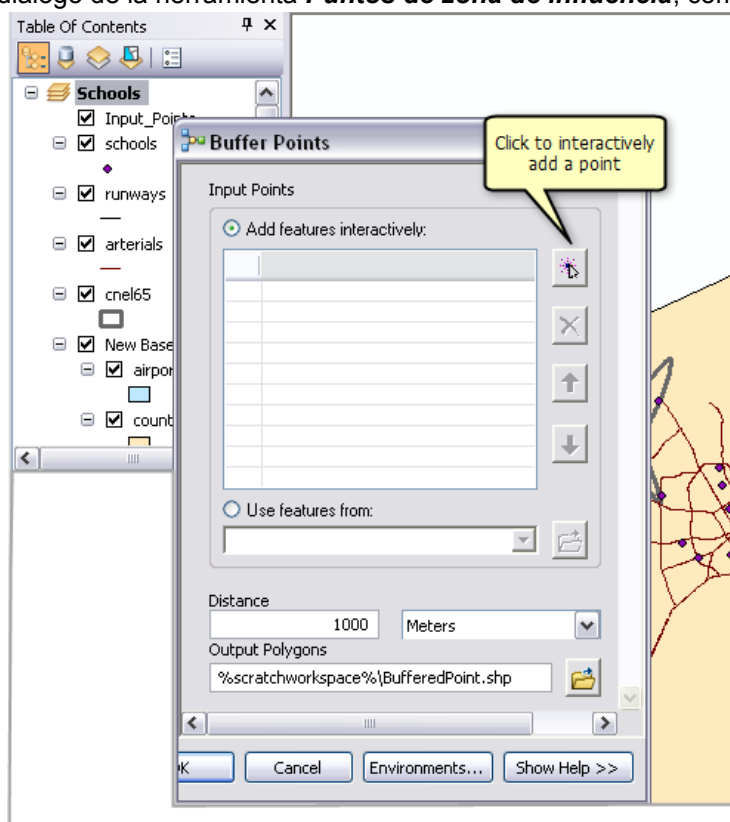 diálogo de la herramienta Puntos de zona de influencia, con
Table Of Contents
Schools
Input_Points
schools
runways
arterials
cnel65
New Base
airpor
count
Buffer Points
Click to interactively
add a point
Input Points
Add features interactively:
Use features from:
Distance
1000 Meters
Output Polygons
%scratchworkspace%\BufferedPoint.shp
OK Cancel Environments... Show Help >>